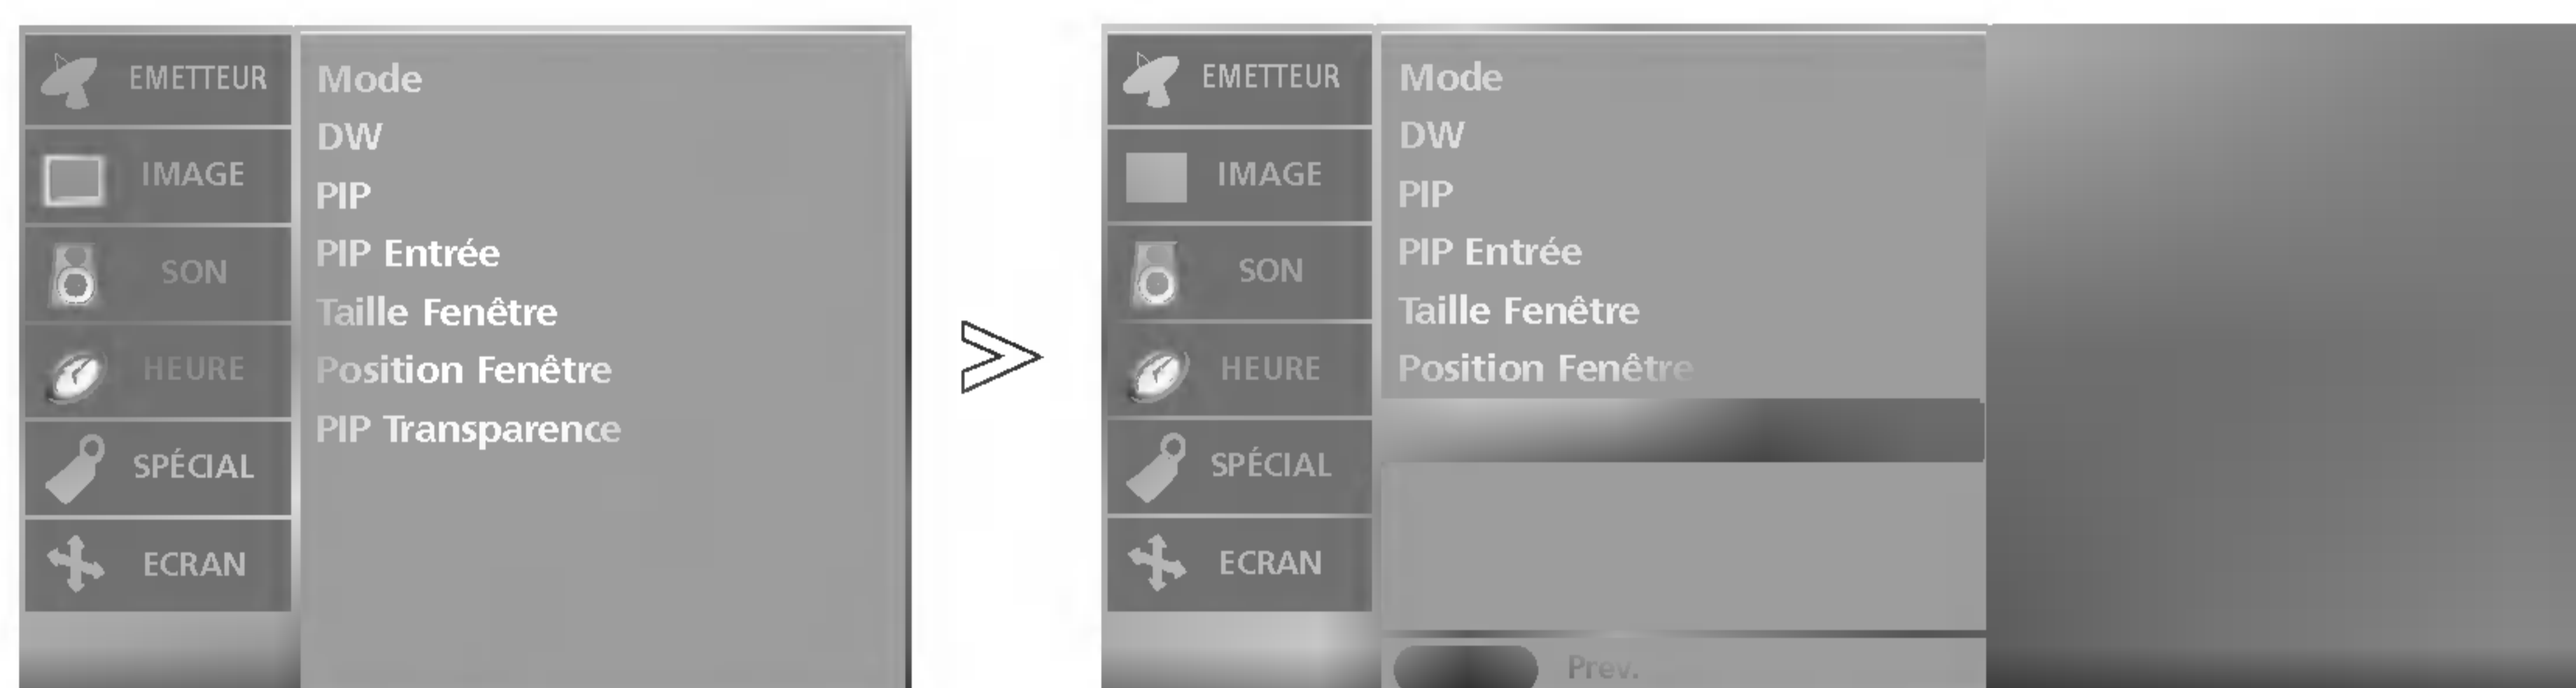 EMETTEUR
IMAGE
SON
HEURE
SPÉCIAL
ECRAN
Mode
DW
PIP
PIP Entrée
Taille Fenêtre
Position Fenêtre
PIP Transparence
EMETTEUR
IMAGE
SON
HEURE
SPÉCIAL
ECRAN
Mode
DW
PIP
PIP Entrée
Taille Fenêtre
Position Fenêtre
Prev.